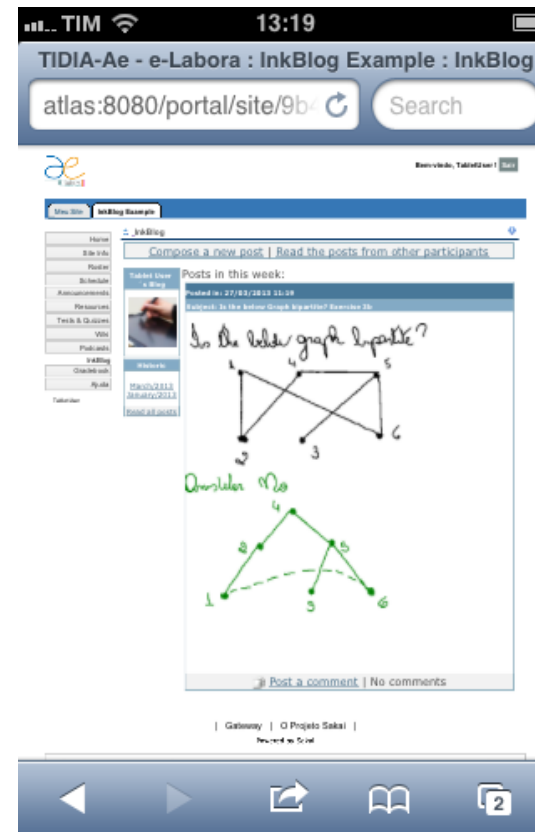 TIM 13:19
TIDIA-Ae - e-Labora : InkBlog Example : InkBlog
atlas:8080/portal/site/9b Search
ae
Bem-vindo, TabletUser! Sair
Meu Site InkBlog Example
Home
Site Info
Roster
Schedule
Announcements
Resources
Tests & Quizzes
Wiki
Podcasts
InkBlog
Gradebook
Ajuda
TabletUser
InkBlog
Compose a new post | Read the posts from other participants
Tablet User
's Blog
Historic
March/2013
January/2013
Read all posts
Posts in this week:
Posted in: 27/03/2013 11:19
Subject: Is the below Graph bipartite? Exercise 2b
Is the below graph bipartite?
1 4 5
2 3 6
No
4
2 5
1 3 6
Post a comment | No comments
| Gateway | O Projeto Sakai |
Powered by Sakai
2